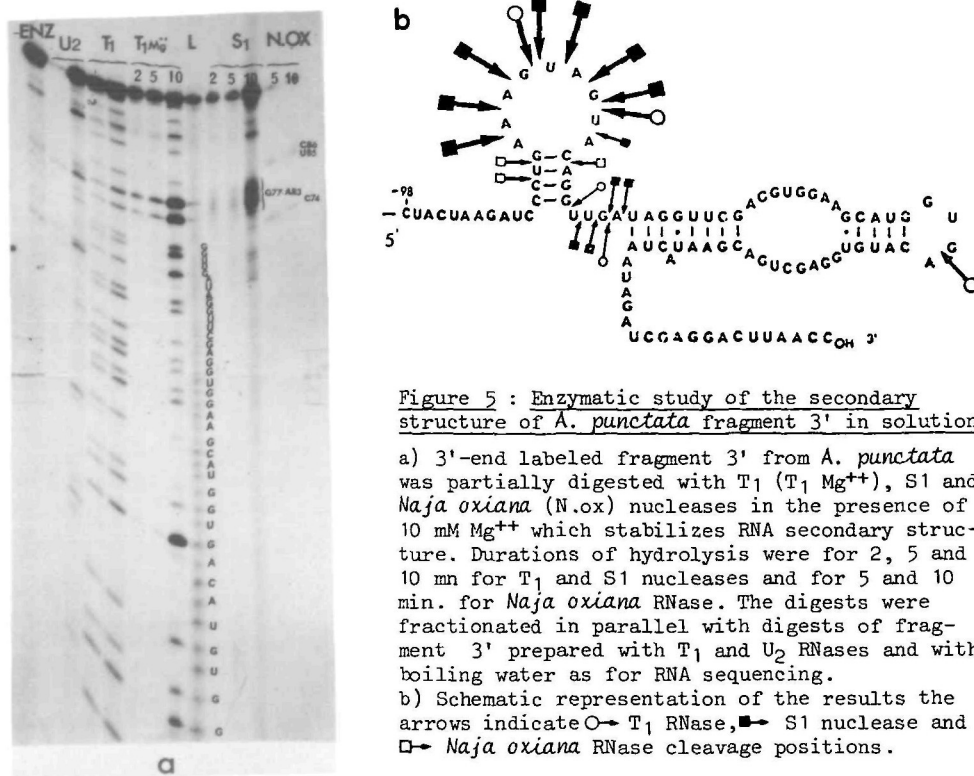 -ENZ U2 T1 T1Mg++ L S1 N.OX
2 5 10 2 5 10 5 10
C86
U85
G77-A83
C76
G
A
A
G
C
A
U
G
G
U
G
A
C
A
U
G
U
G
G
a
b
A A A G U A G U A
G – C
U – A
C – G
C – G
-98
– C U A C U A A G A U C
5'
U U G A U A G G U U C G A C G U G G A A G C A U G G U G A
A U C U A A G C A G U C G A G G U G U A C
A U A G A
U C G A G G A C U U A A C C OH 3'
Figure 5 : Enzymatic study of the secondary
structure of A. punctata fragment 3' in solution
a) 3'-end labeled fragment 3' from A. punctata
was partially digested with T1 (T1 Mg++), S1 and
Naja oxiana (N.ox) nucleases in the presence of
10 mM Mg++ which stabilizes RNA secondary struc-
ture. Durations of hydrolysis were for 2, 5 and
10 mn for T1 and S1 nucleases and for 5 and 10
min. for Naja oxiana RNase. The digests were
fractionated in parallel with digests of frag-
ment 3' prepared with T1 and U2 RNases and with
boiling water as for RNA sequencing.
b) Schematic representation of the results the
arrows indicate T1 RNase, S1 nuclease and
Naja oxiana RNase cleavage positions.